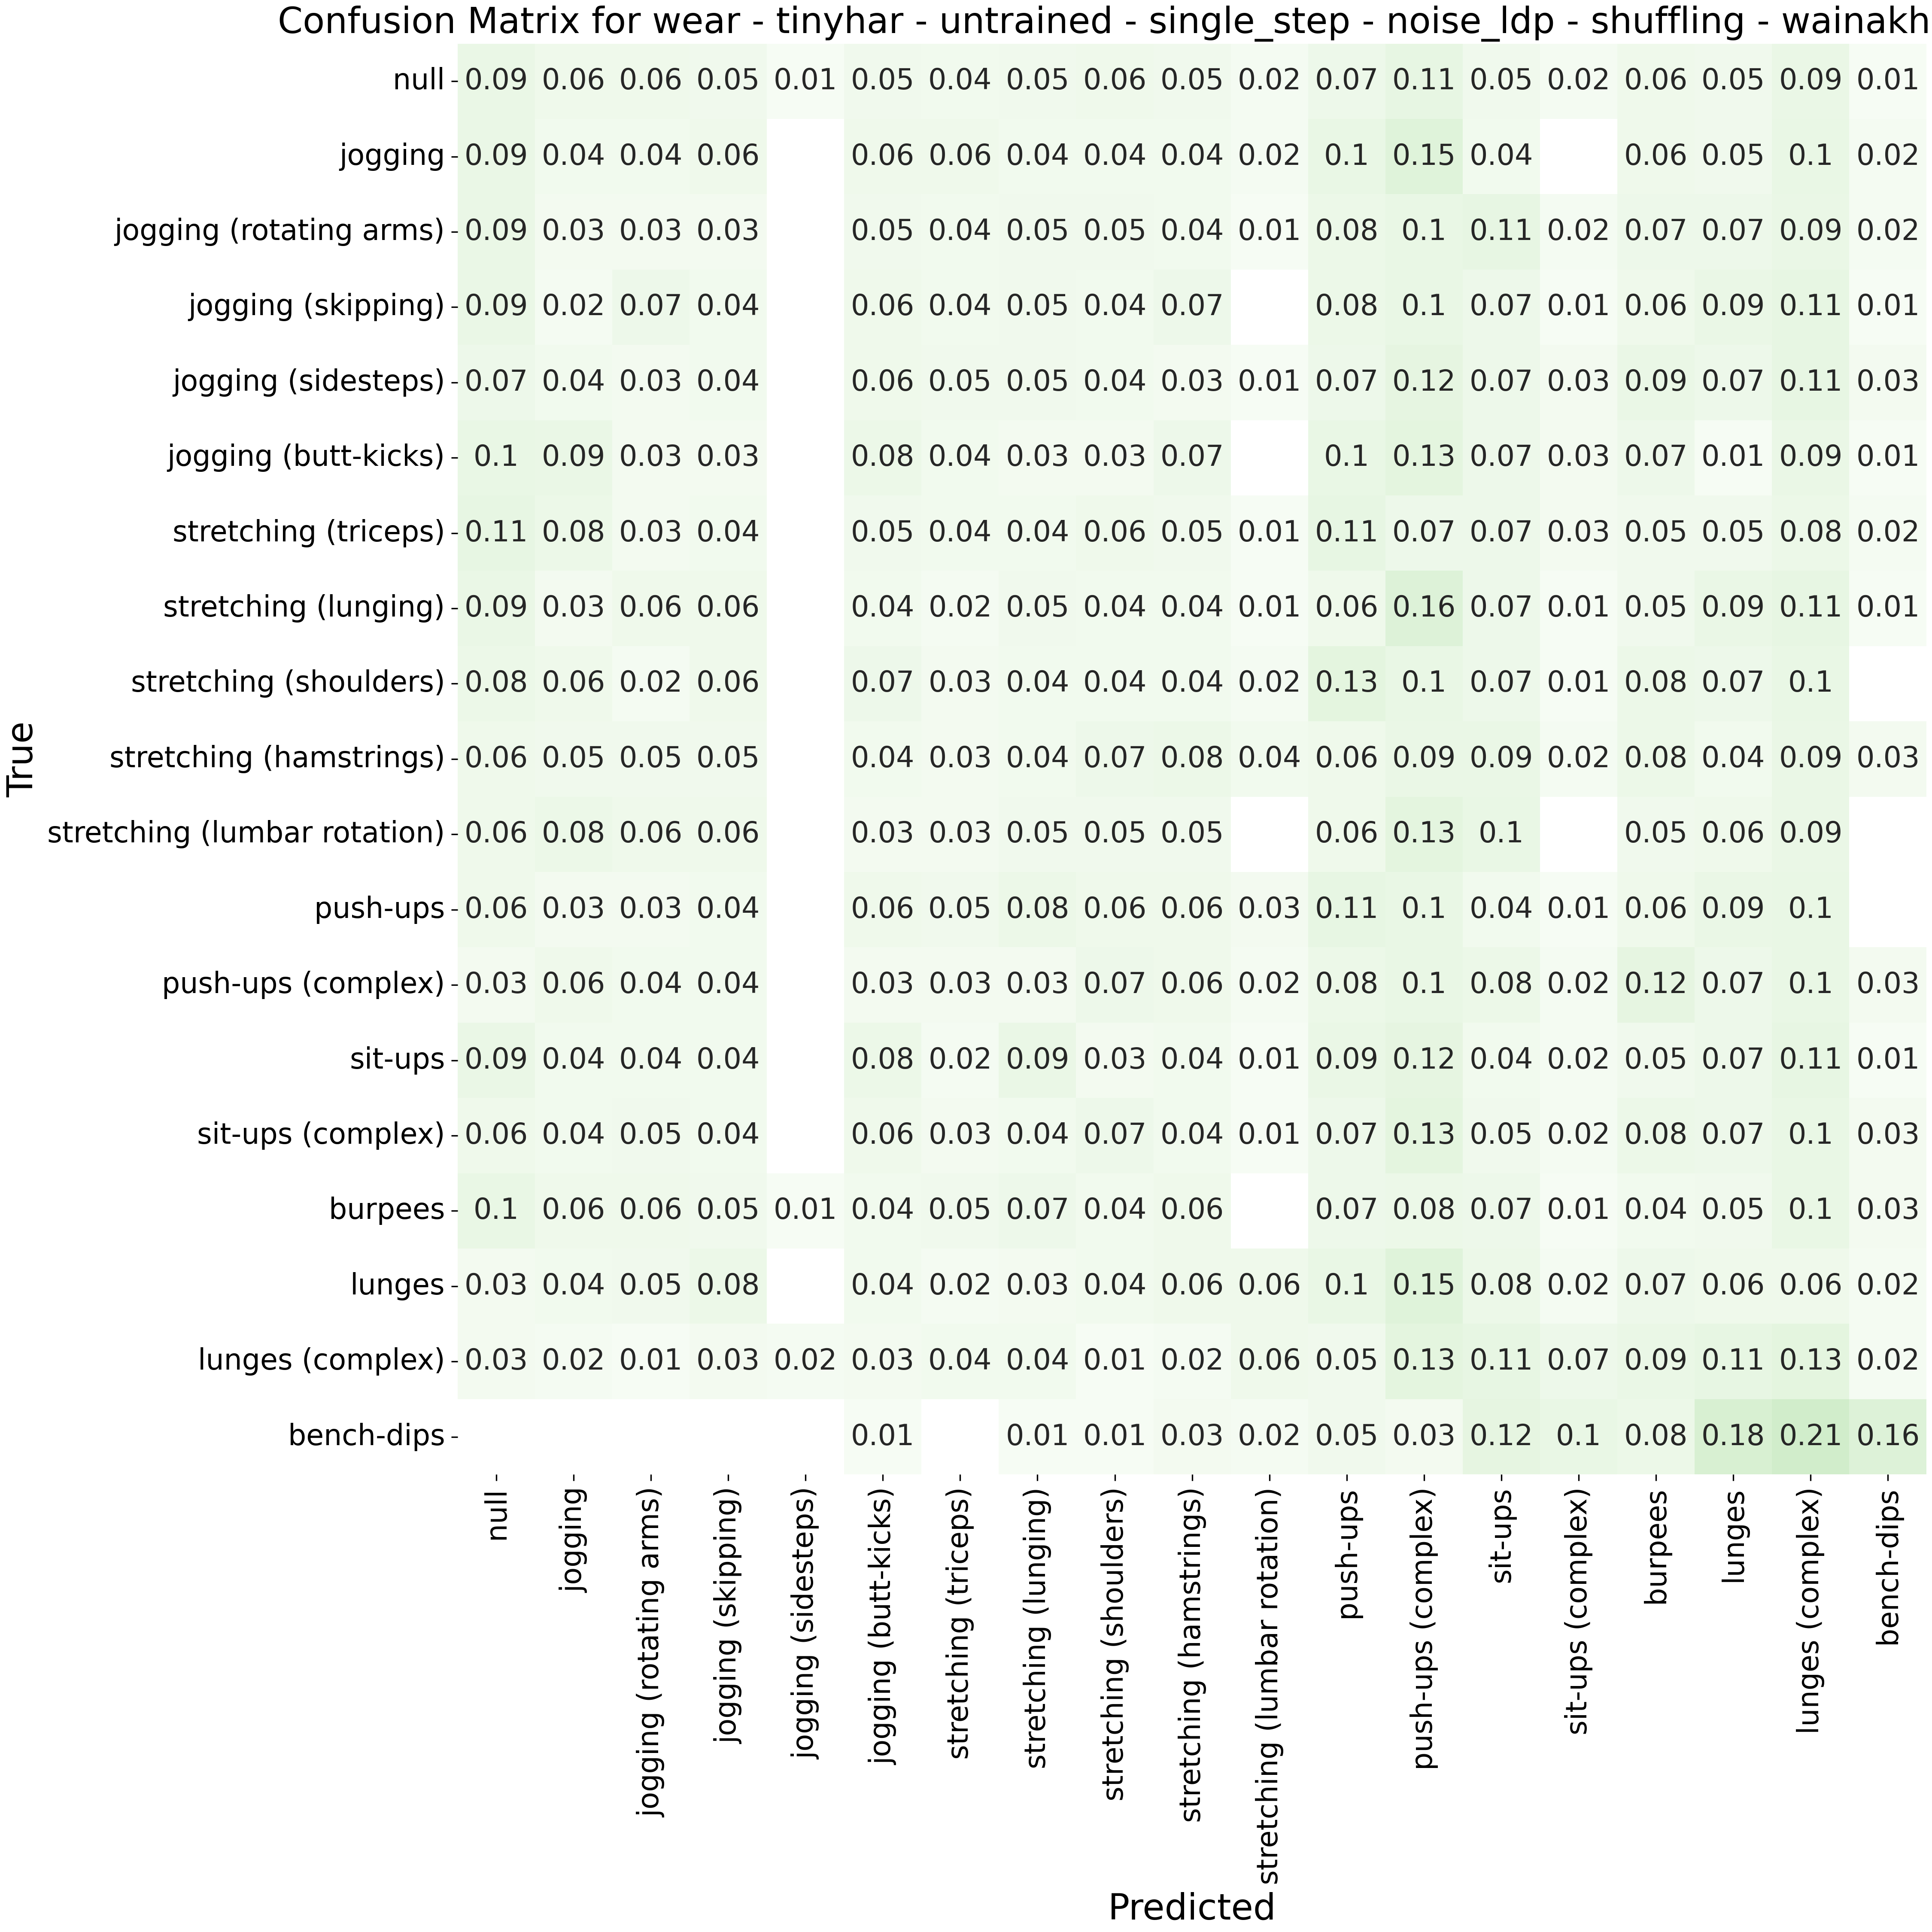 Confusion Matrix for wear - tinyhar - untrained - single_step - noise_ldp - shuffling - wainakh
True
null 0.09 0.06 0.06 0.05 0.01 0.05 0.04 0.05 0.06 0.05 0.02 0.07 0.11 0.05 0.02 0.06 0.05 0.09 0.01
jogging 0.09 0.04 0.04 0.06 0.06 0.06 0.04 0.04 0.04 0.02 0.1 0.15 0.04 0.06 0.05 0.1 0.02
jogging (rotating arms) 0.09 0.03 0.03 0.03 0.05 0.04 0.05 0.05 0.04 0.01 0.08 0.1 0.11 0.02 0.07 0.07 0.09 0.02
jogging (skipping) 0.09 0.02 0.07 0.04 0.06 0.04 0.05 0.04 0.07 0.08 0.1 0.07 0.01 0.06 0.09 0.11 0.01
jogging (sidesteps) 0.07 0.04 0.03 0.04 0.06 0.05 0.05 0.04 0.03 0.01 0.07 0.12 0.07 0.03 0.09 0.07 0.11 0.03
jogging (butt-kicks) 0.1 0.09 0.03 0.03 0.08 0.04 0.03 0.03 0.07 0.1 0.13 0.07 0.03 0.07 0.01 0.09 0.01
stretching (triceps) 0.11 0.08 0.03 0.04 0.05 0.04 0.04 0.06 0.05 0.01 0.11 0.07 0.07 0.03 0.05 0.05 0.08 0.02
stretching (lunging) 0.09 0.03 0.06 0.06 0.04 0.02 0.05 0.04 0.04 0.01 0.06 0.16 0.07 0.01 0.05 0.09 0.11 0.01
stretching (shoulders) 0.08 0.06 0.02 0.06 0.07 0.03 0.04 0.04 0.04 0.02 0.13 0.1 0.07 0.01 0.08 0.07 0.1
stretching (hamstrings) 0.06 0.05 0.05 0.05 0.04 0.03 0.04 0.07 0.08 0.04 0.06 0.09 0.09 0.02 0.08 0.04 0.09 0.03
stretching (lumbar rotation) 0.06 0.08 0.06 0.06 0.03 0.03 0.05 0.05 0.05 0.06 0.13 0.1 0.05 0.06 0.09
push-ups 0.06 0.03 0.03 0.04 0.06 0.05 0.08 0.06 0.06 0.03 0.11 0.1 0.04 0.01 0.06 0.09 0.1
push-ups (complex) 0.03 0.06 0.04 0.04 0.03 0.03 0.03 0.07 0.06 0.02 0.08 0.1 0.08 0.02 0.12 0.07 0.1 0.03
sit-ups 0.09 0.04 0.04 0.04 0.08 0.02 0.09 0.03 0.04 0.01 0.09 0.12 0.04 0.02 0.05 0.07 0.11 0.01
sit-ups (complex) 0.06 0.04 0.05 0.04 0.06 0.03 0.04 0.07 0.04 0.01 0.07 0.13 0.05 0.02 0.08 0.07 0.1 0.03
burpees 0.1 0.06 0.06 0.05 0.01 0.04 0.05 0.07 0.04 0.06 0.07 0.08 0.07 0.01 0.04 0.05 0.1 0.03
lunges 0.03 0.04 0.05 0.08 0.04 0.02 0.03 0.04 0.06 0.06 0.1 0.15 0.08 0.02 0.07 0.06 0.06 0.02
lunges (complex) 0.03 0.02 0.01 0.03 0.02 0.03 0.04 0.04 0.01 0.02 0.06 0.05 0.13 0.11 0.07 0.09 0.11 0.13 0.02
bench-dips 0.01 0.01 0.01 0.03 0.02 0.05 0.03 0.12 0.1 0.08 0.18 0.21 0.16
null
jogging
jogging (rotating arms)
jogging (skipping)
jogging (sidesteps)
jogging (butt-kicks)
stretching (triceps)
stretching (lunging)
stretching (shoulders)
stretching (hamstrings)
stretching (lumbar rotation)
push-ups
push-ups (complex)
sit-ups
sit-ups (complex)
burpees
lunges
lunges (complex)
bench-dips
Predicted